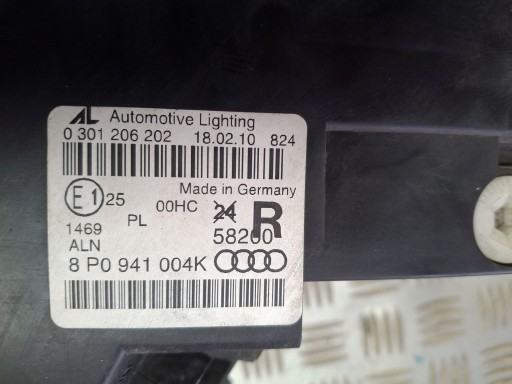 AL Automotive Lighting
0 301 206 202 18.02.10 824
Made in Germany
E1 25 00HC 24 R
PL
1469 58200
ALN
8 P0 941 004K